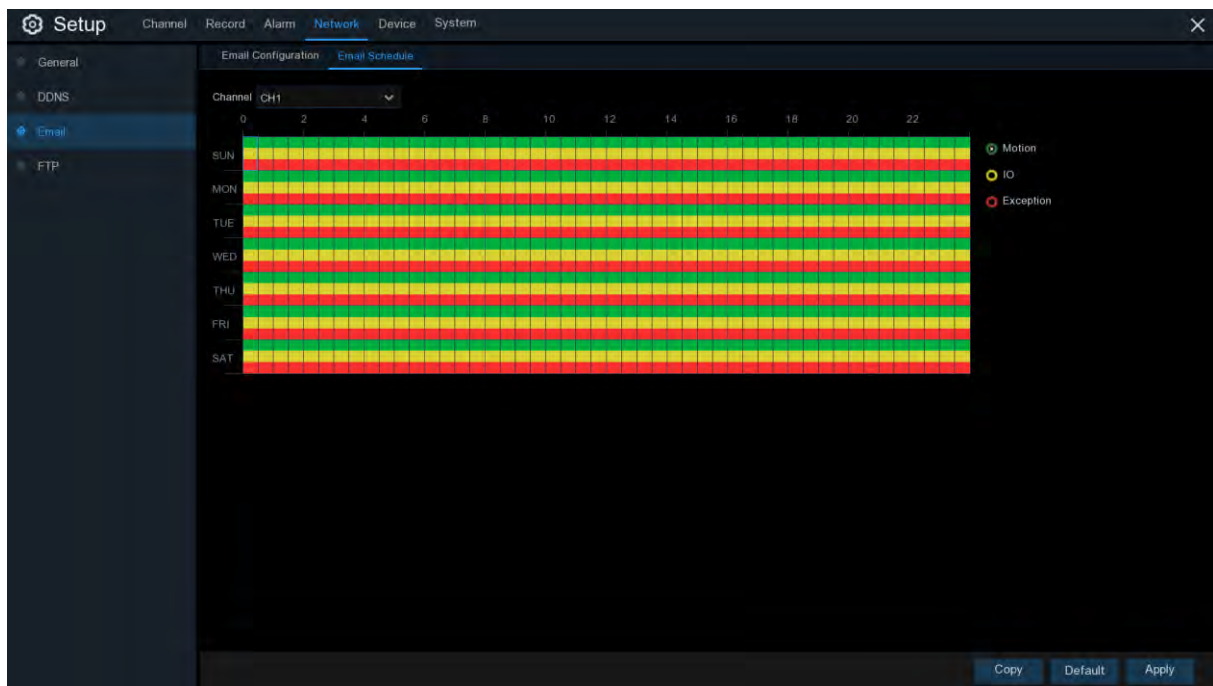 Setup Channel Record Alarm Network Device System
General
DDNS
Email
FTP
Email Configuration Email Schedule
Channel CH1
0 2 4 6 8 10 12 14 16 18 20 22
SUN
MON
TUE
WED
THU
FRI
SAT
Motion
IO
Exception
Copy Default Apply